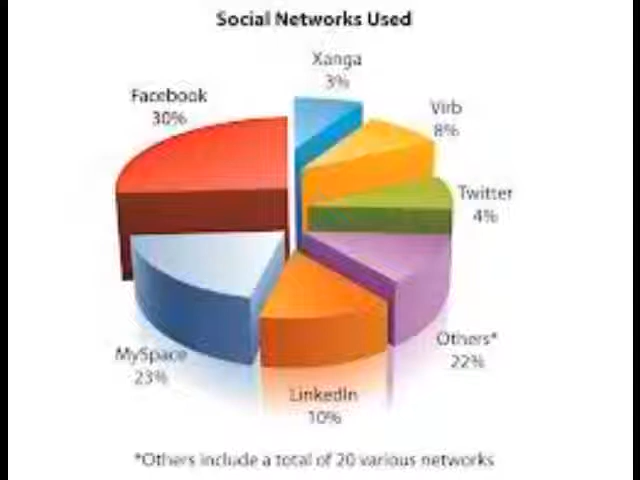 Social Networks Used
Xanga
3%
Facebook
30%
Virb
8%
Twitter
4%
Others*
22%
MySpace
23%
LinkedIn
10%
*Others include a total of 20 various networks